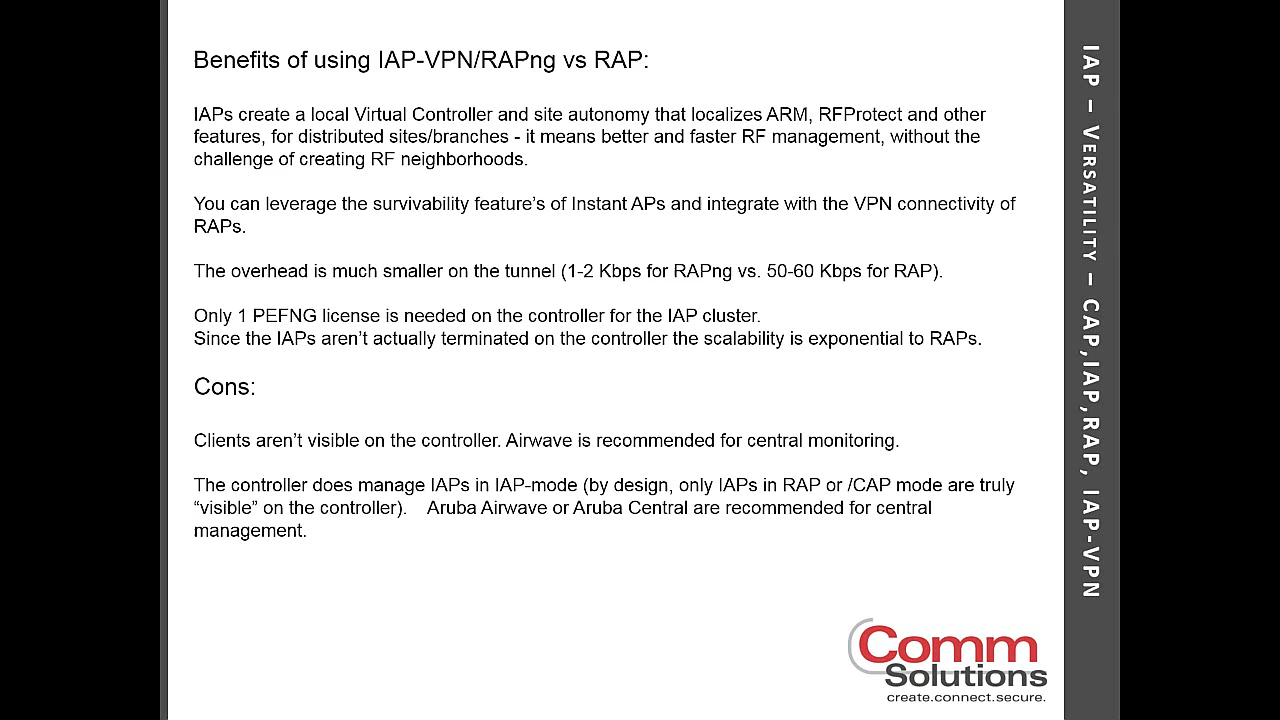 Benefits of using IAP-VPN/RAPng vs RAP:
IAPs create a local Virtual Controller and site autonomy that localizes ARM, RFProtect and other
features, for distributed sites/branches - it means better and faster RF management, without the
challenge of creating RF neighborhoods.
You can leverage the survivability feature’s of Instant APs and integrate with the VPN connectivity of
RAPs.
The overhead is much smaller on the tunnel (1-2 Kbps for RAPng vs. 50-60 Kbps for RAP).
Only 1 PEFNG license is needed on the controller for the IAP cluster.
Since the IAPs aren’t actually terminated on the controller the scalability is exponential to RAPs.
Cons:
Clients aren’t visible on the controller. Airwave is recommended for central monitoring.
The controller does manage IAPs in IAP-mode (by design, only IAPs in RAP or /CAP mode are truly
“visible” on the controller). Aruba Airwave or Aruba Central are recommended for central
management.
IAP – VERSATILITY – CAP,IAP,RAP, IAP-VPN
Comm
Solutions
create.connect.secure.